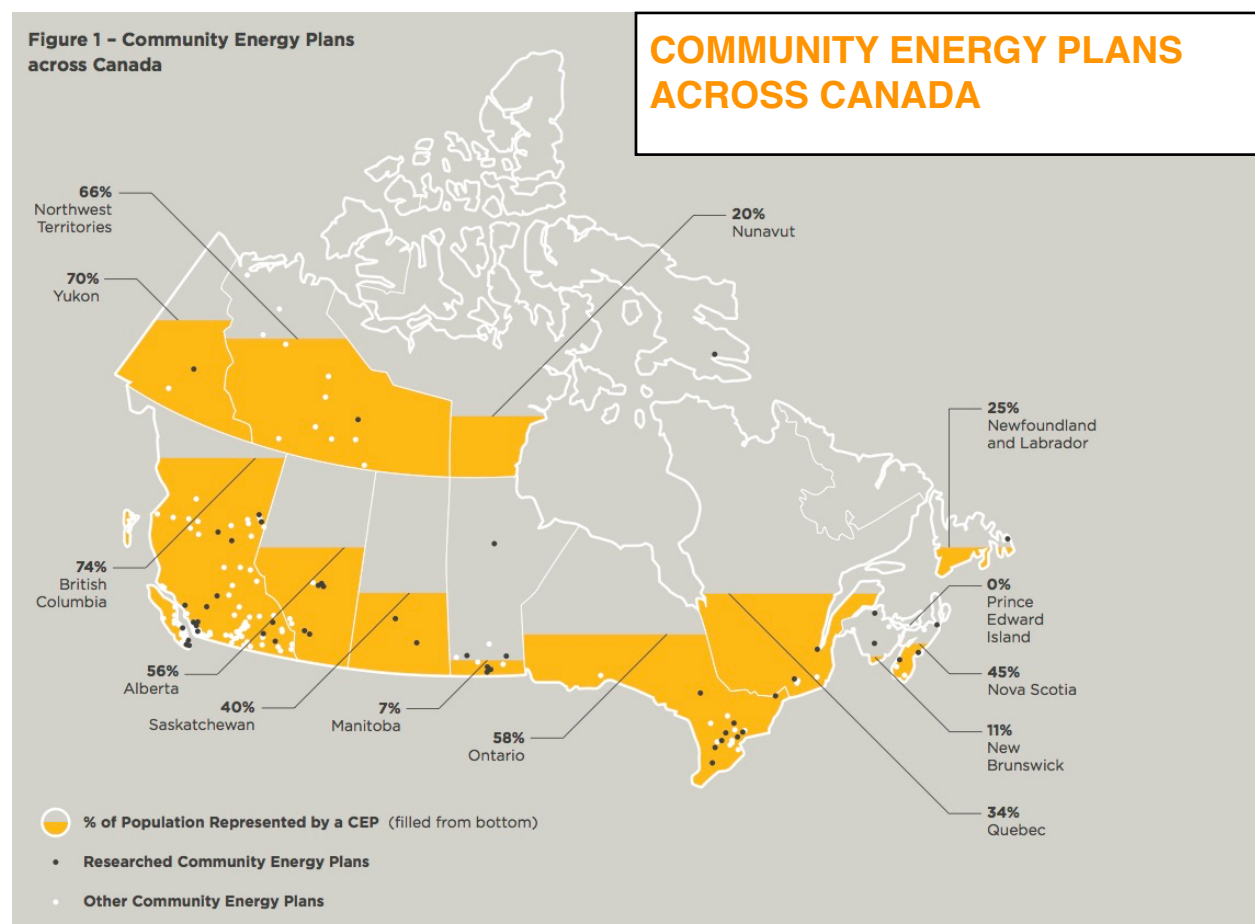 Figure 1 – Community Energy Plans
across Canada
COMMUNITY ENERGY PLANS
ACROSS CANADA
66%
Northwest
Territories
20%
Nunavut
70%
Yukon
25%
Newfoundland
and Labrador
74%
British
Columbia
0%
Prince
Edward
Island
56%
Alberta
45%
Nova Scotia
40%
Saskatchewan
7%
Manitoba
58%
Ontario
11%
New
Brunswick
34%
Quebec
% of Population Represented by a CEP (filled from bottom)
Researched Community Energy Plans
Other Community Energy Plans